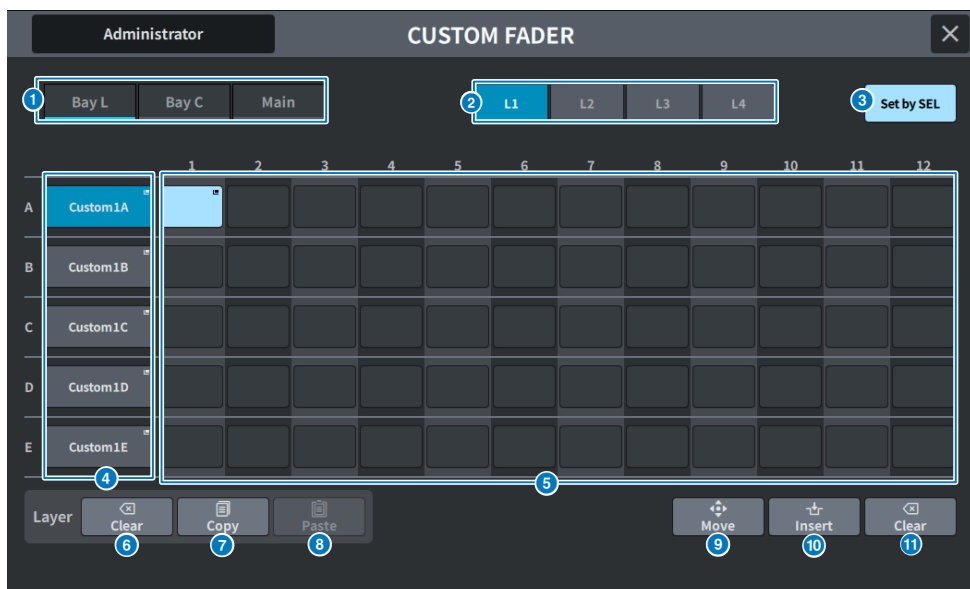 Administrator CUSTOM FADER
1 Bay L Bay C Main 2 L1 L2 L3 L4 3 Set by SEL
1 2 3 4 5 6 7 8 9 10 11 12
A Custom1A
B Custom1B
C Custom1C
D Custom1D
E Custom1E
4 5
Layer Clear Copy Paste Move Insert Clear
6 7 8 9 10 11